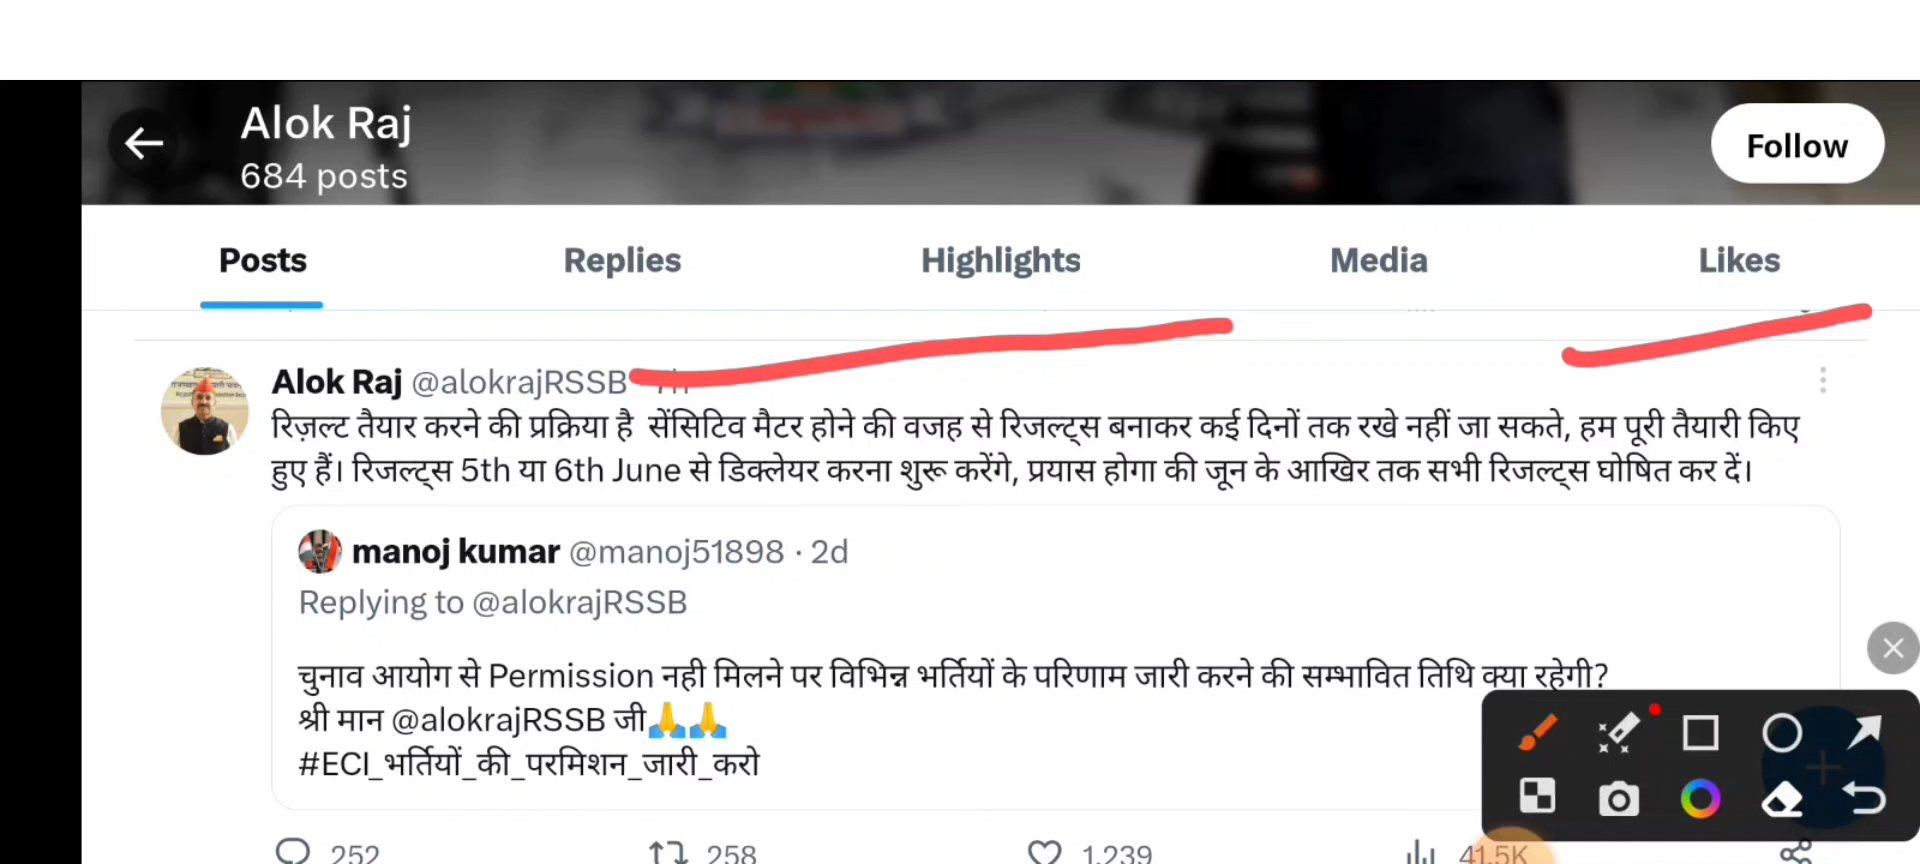 Alok Raj
684 posts
Follow
Posts Replies Highlights Media Likes
Alok Raj @alokrajRSSB
रिज़ल्ट तैयार करने की प्रक्रिया है सेंसिटिव मैटर होने की वजह से रिजल्ट्स बनाकर कई दिनों तक रखे नहीं जा सकते, हम पूरी तैयारी किए
हुए हैं। रिजल्ट्स 5th या 6th June से डिक्लेयर करना शुरू करेंगे, प्रयास होगा की जून के आखिर तक सभी रिजल्ट्स घोषित कर दें।
manoj kumar @manoj51898 · 2d
Replying to @alokrajRSSB
चुनाव आयोग से Permission नही मिलने पर विभिन्न भर्तियों के परिणाम जारी करने की सम्भावित तिथि क्या रहेगी?
श्री मान @alokrajRSSB जी🙏🙏
#ECI_भर्तियों_की_परमिशन_जारी_करो
252 258 1,239 41.5K